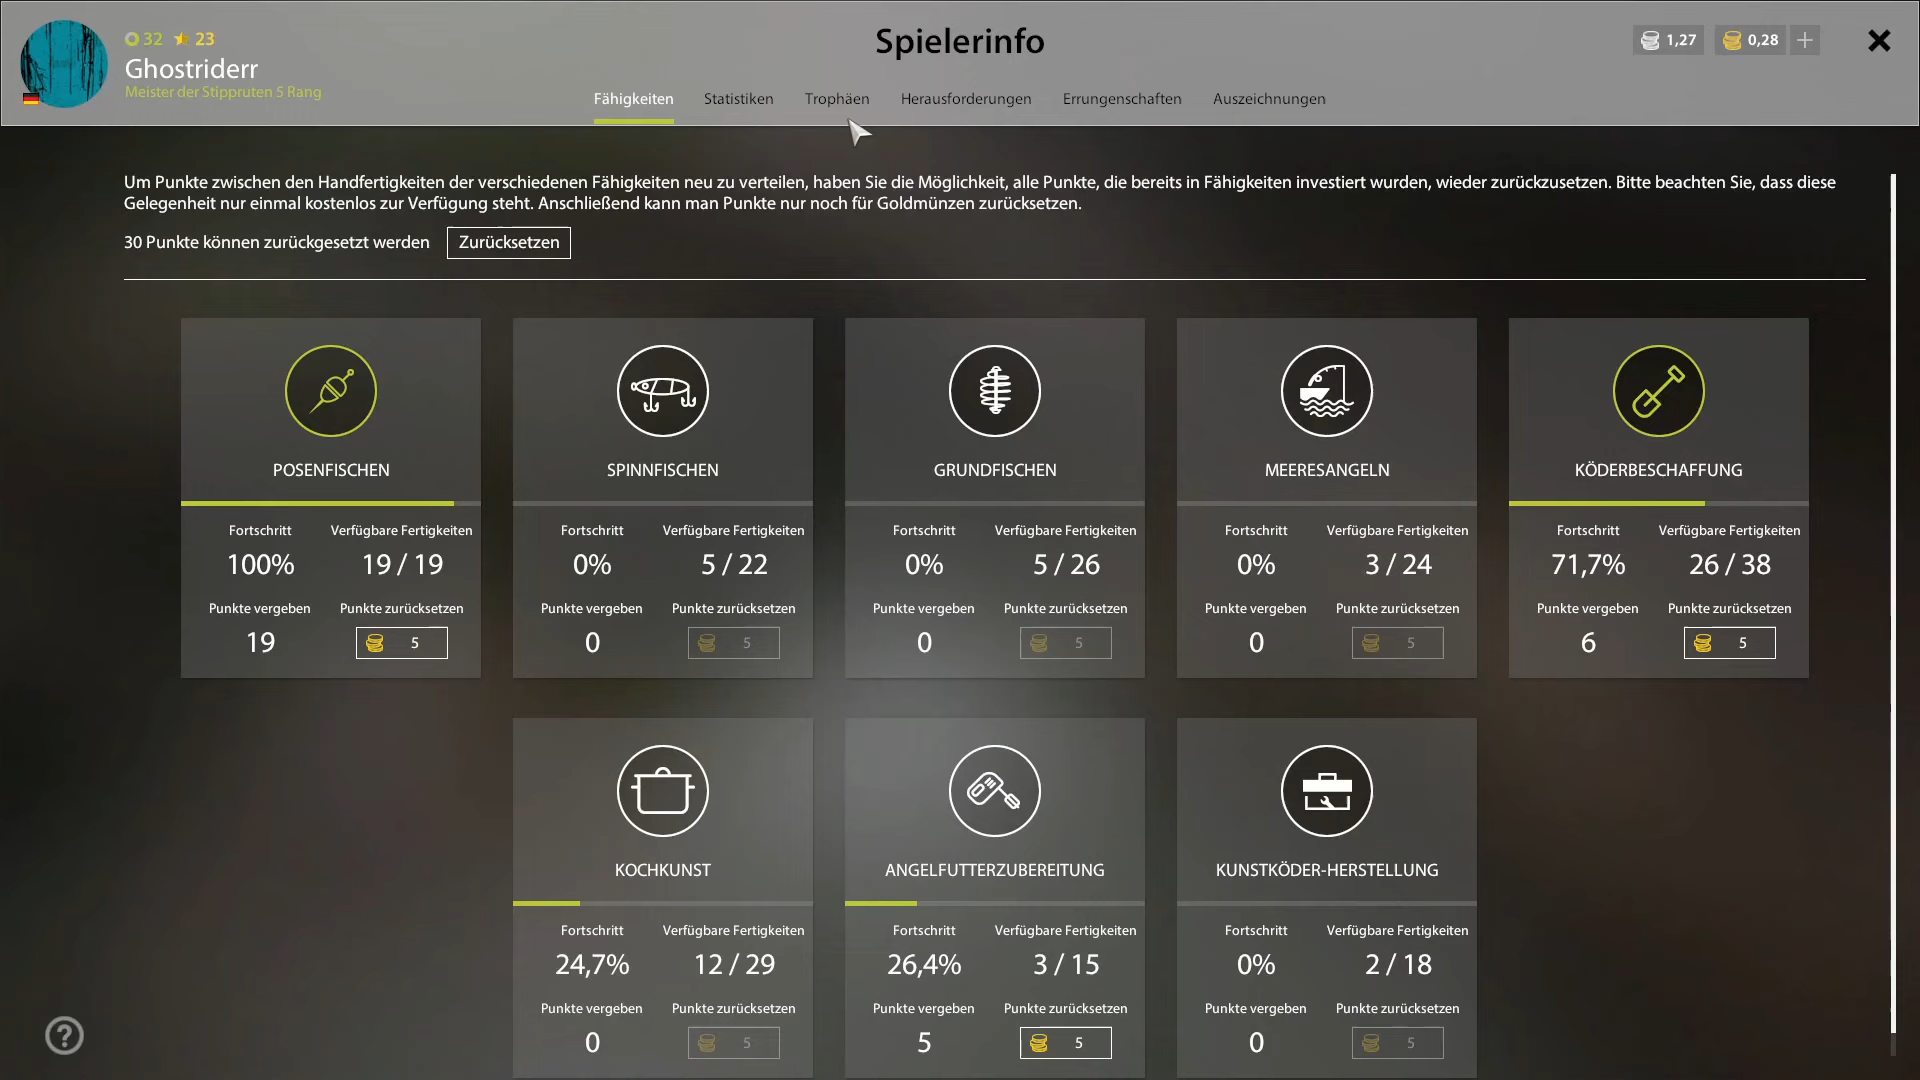 32 23
Ghostriderr
Meister der Stippruten 5 Rang
Spielerinfo
1,27 0,28
Fähigkeiten Statistiken Trophäen Herausforderungen Errungenschaften Auszeichnungen
Um Punkte zwischen den Handfertigkeiten der verschiedenen Fähigkeiten neu zu verteilen, haben Sie die Möglichkeit, alle Punkte, die bereits in Fähigkeiten investiert wurden, wieder zurückzusetzen. Bitte beachten Sie, dass diese
Gelegenheit nur einmal kostenlos zur Verfügung steht. Anschließend kann man Punkte nur noch für Goldmünzen zurücksetzen.
30 Punkte können zurückgesetzt werden Zurücksetzen
POSENFISCHEN
Fortschritt Verfügbare Fertigkeiten
100% 19 / 19
Punkte vergeben Punkte zurücksetzen
19 5
SPINNFISCHEN
Fortschritt Verfügbare Fertigkeiten
0% 5 / 22
Punkte vergeben Punkte zurücksetzen
0 5
GRUNDFISCHEN
Fortschritt Verfügbare Fertigkeiten
0% 5 / 26
Punkte vergeben Punkte zurücksetzen
0 5
MEERESANGELN
Fortschritt Verfügbare Fertigkeiten
0% 3 / 24
Punkte vergeben Punkte zurücksetzen
0 5
KÖDERBESCHAFFUNG
Fortschritt Verfügbare Fertigkeiten
71,7% 26 / 38
Punkte vergeben Punkte zurücksetzen
6 5
KOCHKUNST
Fortschritt Verfügbare Fertigkeiten
24,7% 12 / 29
Punkte vergeben Punkte zurücksetzen
0 5
ANGELFUTTERZUBEREITUNG
Fortschritt Verfügbare Fertigkeiten
26,4% 3 / 15
Punkte vergeben Punkte zurücksetzen
5 5
KUNSTKÖDER-HERSTELLUNG
Fortschritt Verfügbare Fertigkeiten
0% 2 / 18
Punkte vergeben Punkte zurücksetzen
0 5
?